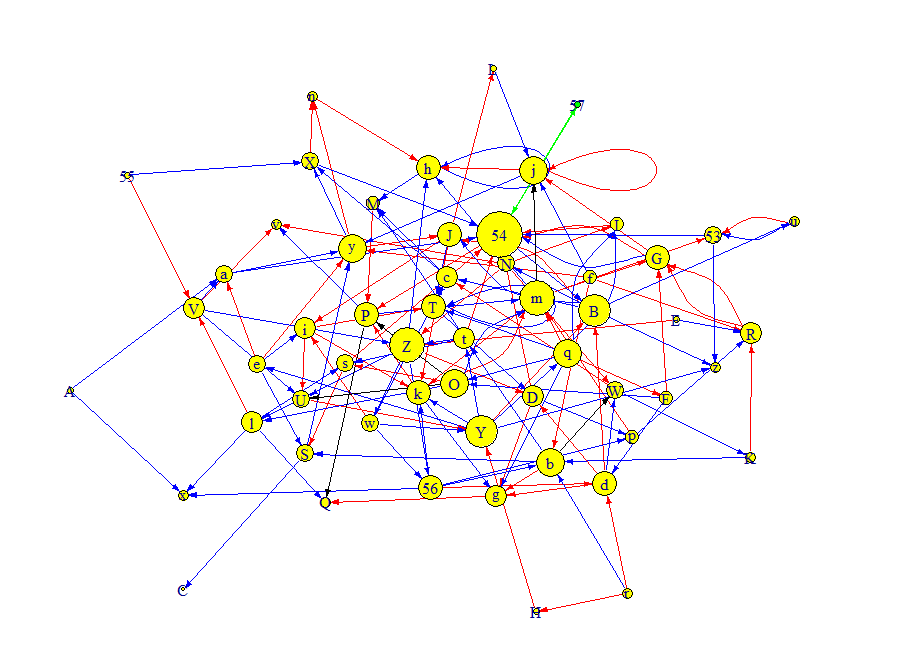 L
n
57
X
h
j
55
M
v
J
54
I
53
u
y
N
G
a
c
f
m
V
P
T
B
E
i
t
R
Z
q
e
s
z
O
k
D
W
U
F
A
l
w
Y
p
S
b
K
56
d
x
g
Q
C
r
H